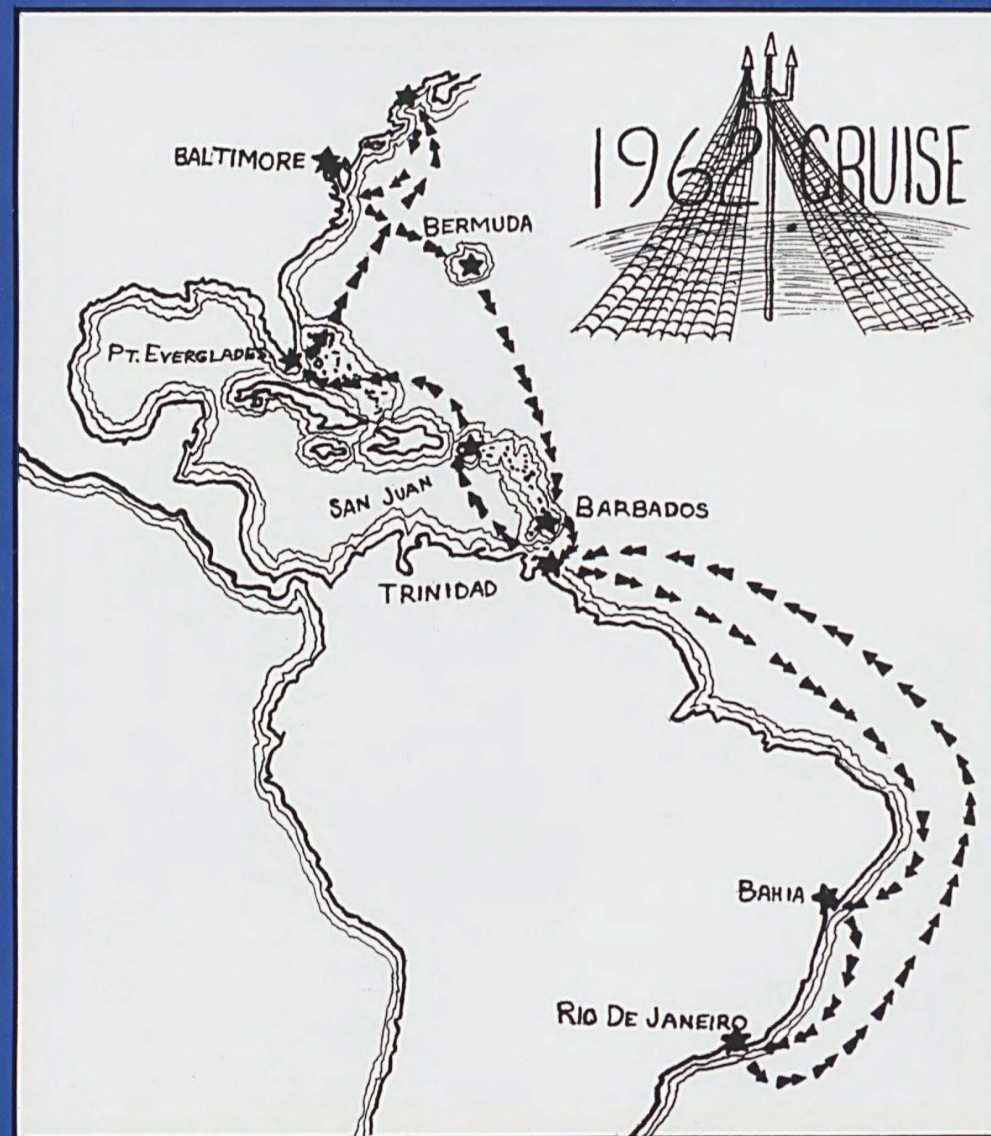 1962 CRUISE
BALTIMORE
BERMUDA
PT. EVERGLADES
SAN JUAN
BARBADOS
TRINIDAD
BAHIA
RIO DE JANEIRO